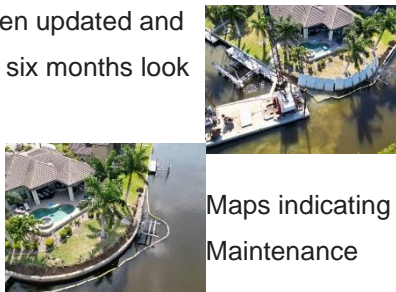 en updated and
six months look
Maps indicating
Maintenance